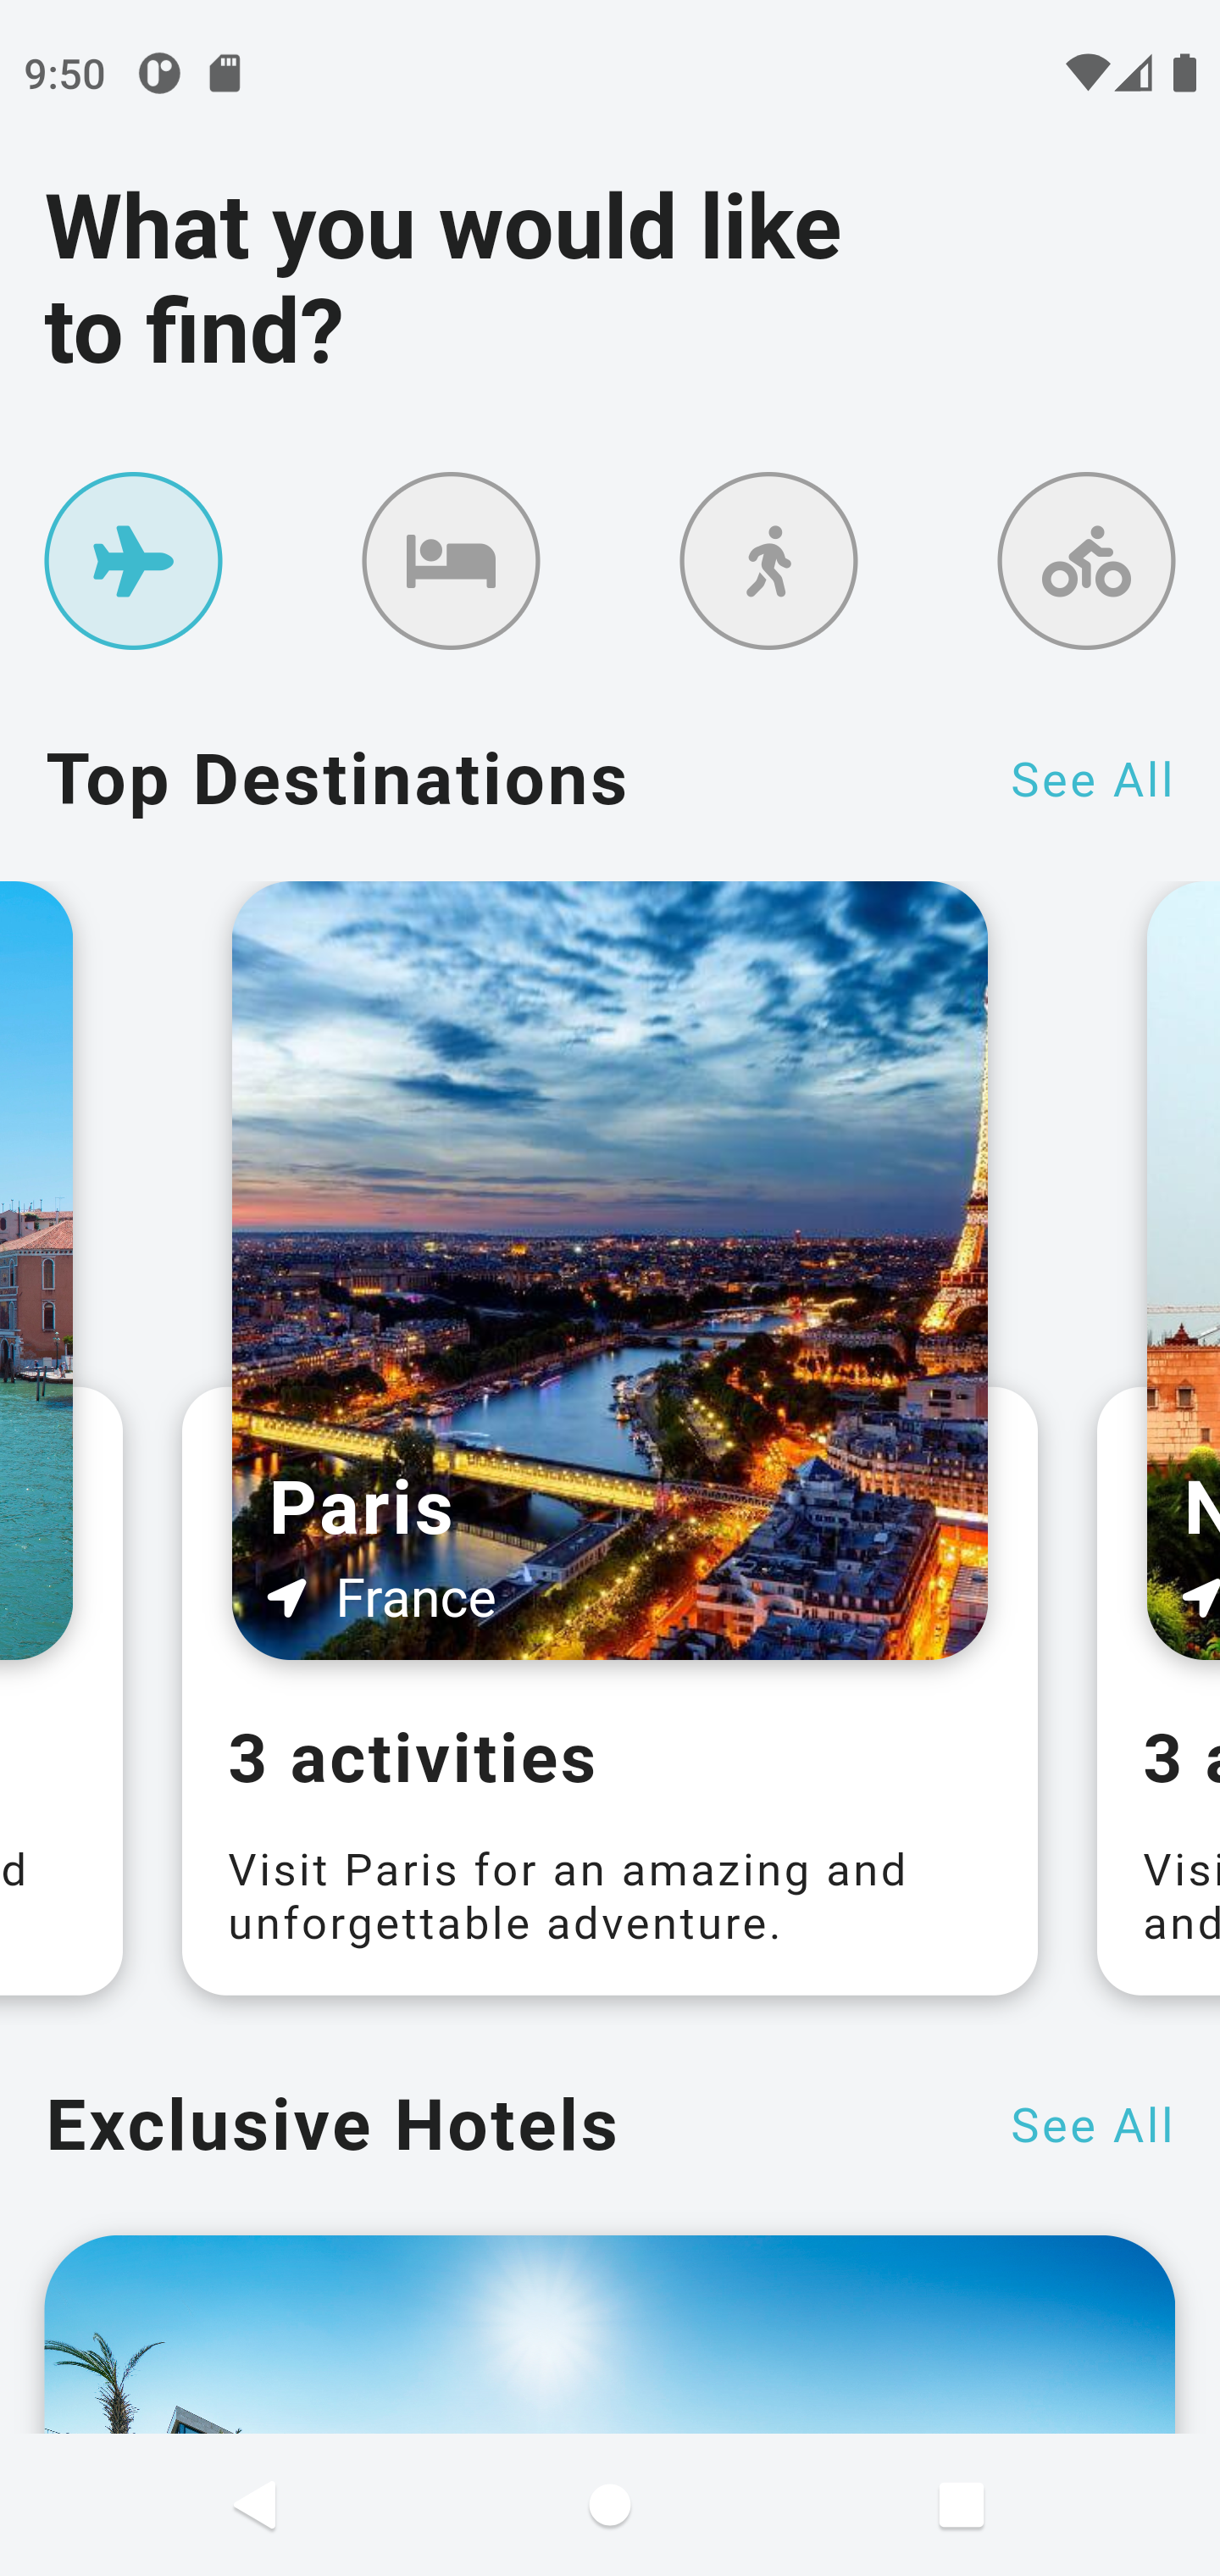 9:50
What you would like
to find?
Top Destinations
See All
Paris
France
3 activities
Visit Paris for an amazing and
unforgettable adventure.
d
N
3 a
Visi
and
Exclusive Hotels
See All